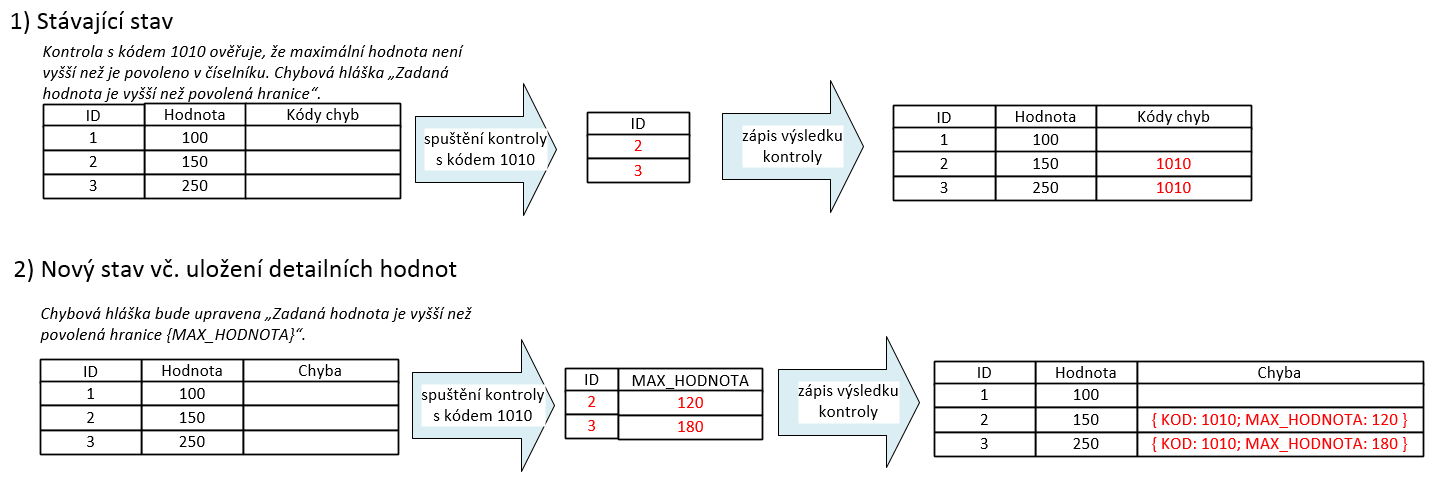 1) Stávající stav
Kontrola s kódem 1010 ověřuje, že maximální hodnota není
vyšší než je povoleno v číselníku. Chybová hláška „Zadaná
hodnota je vyšší než povolená hranice“.
ID Hodnota Kódy chyb
1 100
2 150
3 250
spuštění kontroly
s kódem 1010
ID
2
3
zápis výsledku
kontroly
ID Hodnota Kódy chyb
1 100
2 150 1010
3 250 1010
2) Nový stav vč. uložení detailních hodnot
Chybová hláška bude upravena „Zadaná hodnota je vyšší než
povolená hranice {MAX_HODNOTA}“.
ID Hodnota Chyba
1 100
2 150
3 250
spuštění kontroly
s kódem 1010
ID MAX_HODNOTA
2 120
3 180
zápis výsledku
kontroly
ID Hodnota Chyba
1 100
2 150 { KOD: 1010; MAX_HODNOTA: 120 }
3 250 { KOD: 1010; MAX_HODNOTA: 180 }